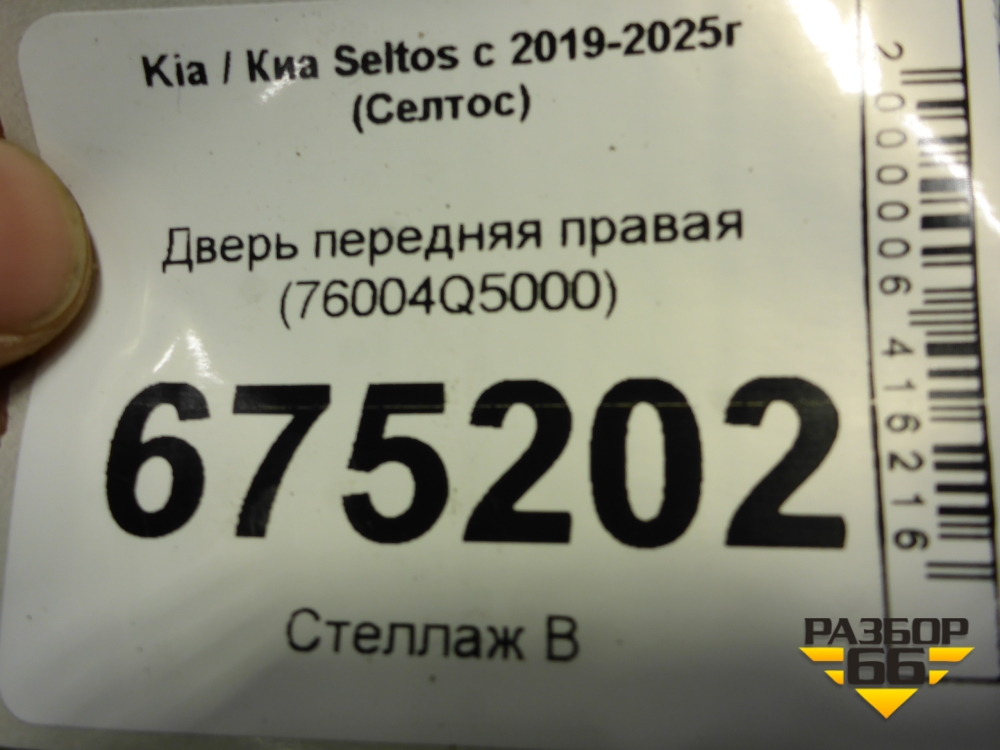 Kia / Киа Seltos с 2019-2025г
(Селтос)
Дверь передняя правая
(76004Q5000)
675202
Стеллаж В
2000006416216
РАЗБОР
66